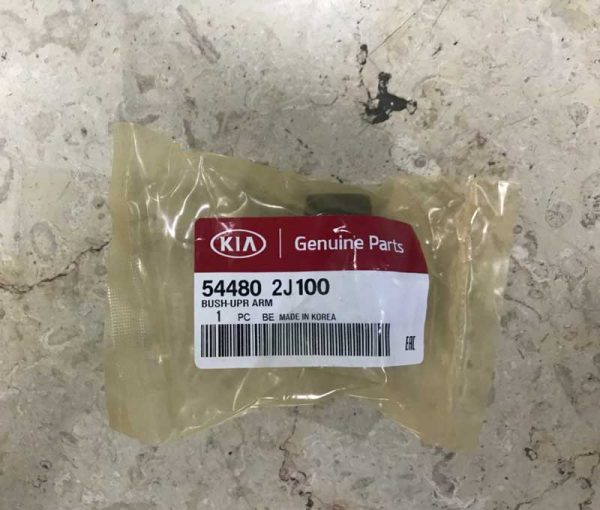 KIA Genuine Parts
54480 2J100
BUSH-UPR ARM
1 PC BE MADE IN KOREA
EAC